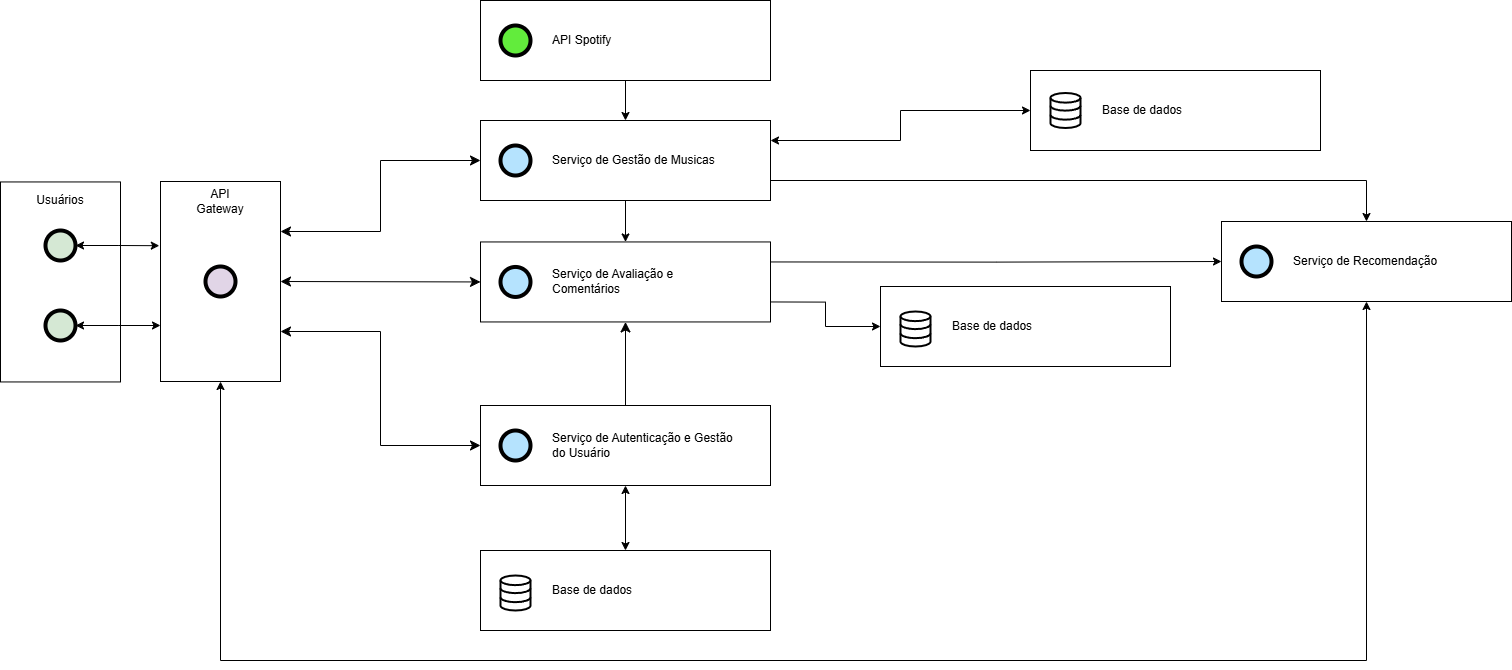 API Spotify
Base de dados
Serviço de Gestão de Musicas
Usuários
API
Gateway
Serviço de Avaliação e
Comentários
Serviço de Recomendação
Base de dados
Serviço de Autenticação e Gestão
do Usuário
Base de dados